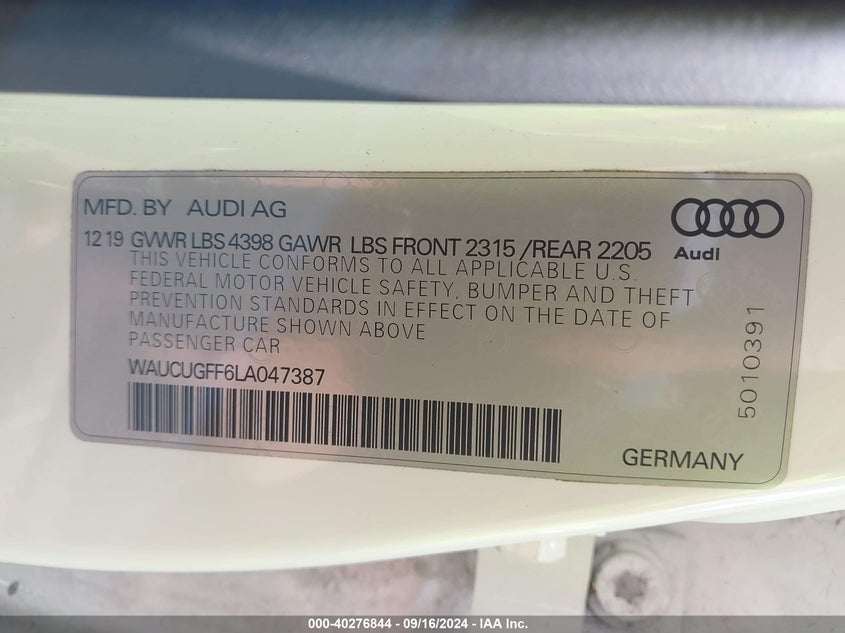 MFD. BY AUDI AG
12 19 GVWR LBS 4398 GAWR LBS FRONT 2315 /REAR 2205
Audi
THIS VEHICLE CONFORMS TO ALL APPLICABLE U.S.
FEDERAL MOTOR VEHICLE SAFETY, BUMPER AND THEFT
PREVENTION STANDARDS IN EFFECT ON THE DATE OF
MANUFACTURE SHOWN ABOVE
PASSENGER CAR
WAUCUGFF6LA047387
5010391
GERMANY
000-40276844 - 09/16/2024 - IAA Inc.